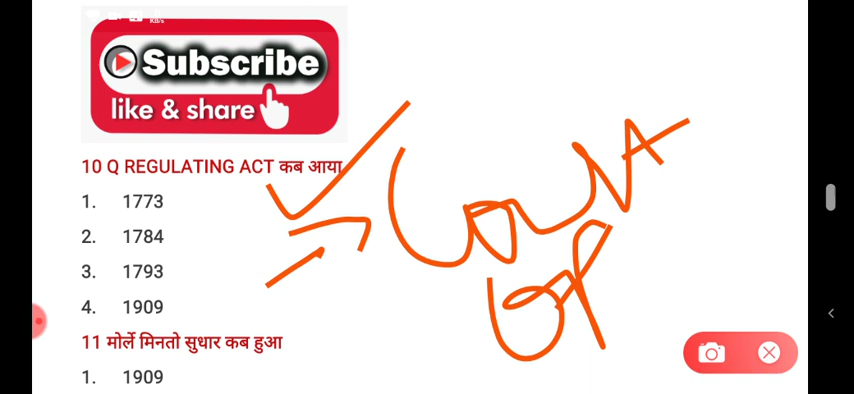 KB/s
Subscribe
like & share
10 Q REGULATING ACT कब आया
1. 1773
2. 1784
3. 1793
4. 1909
11 मोर्ले मिनतो सुधार कब हुआ
1. 1909